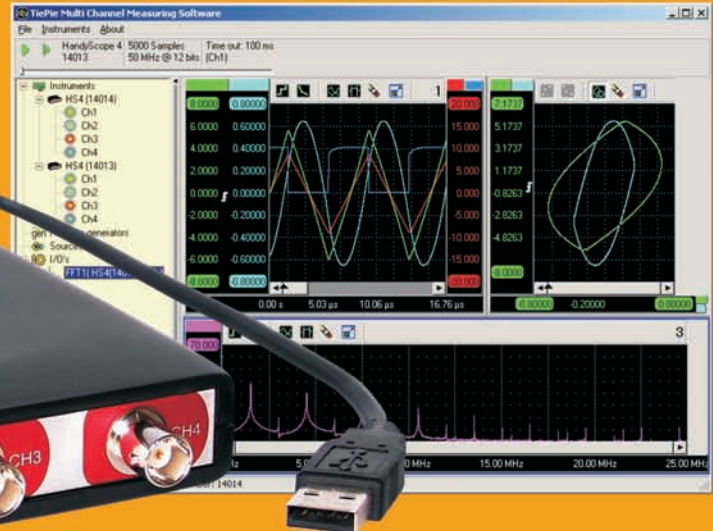 TiePie Multi Channel Measuring Software
File Instruments About
HandyScope 4 5000 Samples Time out: 100 ms
14013 50 MHz @ 12 bits (Ch1)
Instruments
HS4 (14014)
Ch1
Ch2
Ch3
Ch4
HS4 (14013)
Ch1
Ch2
Ch3
Ch4
generators
I/O's
1
8.0000 0.80000 20.000
6.0000 0.60000 15.000
4.0000 0.40000 10.000
2.0000 0.20000 5.000
0.0000 0.00000 0.000
-2.0000 -0.20000 -5.000
-4.0000 -0.40000 -10.000
-6.0000 -0.60000 -15.000
-8.0000 -0.80000 -20.000
0.00 s 5.03 µs 10.06 µs 16.76 µs
7.1737
5.1737
3.1737
1.1737
-0.8263
-2.8263
-4.8263
-8.0000
-0.80000 -0.20000 0.80000
3
70.000
15.00 MHz 20.00 MHz 25.00 MHz
14014
CH3
CH4